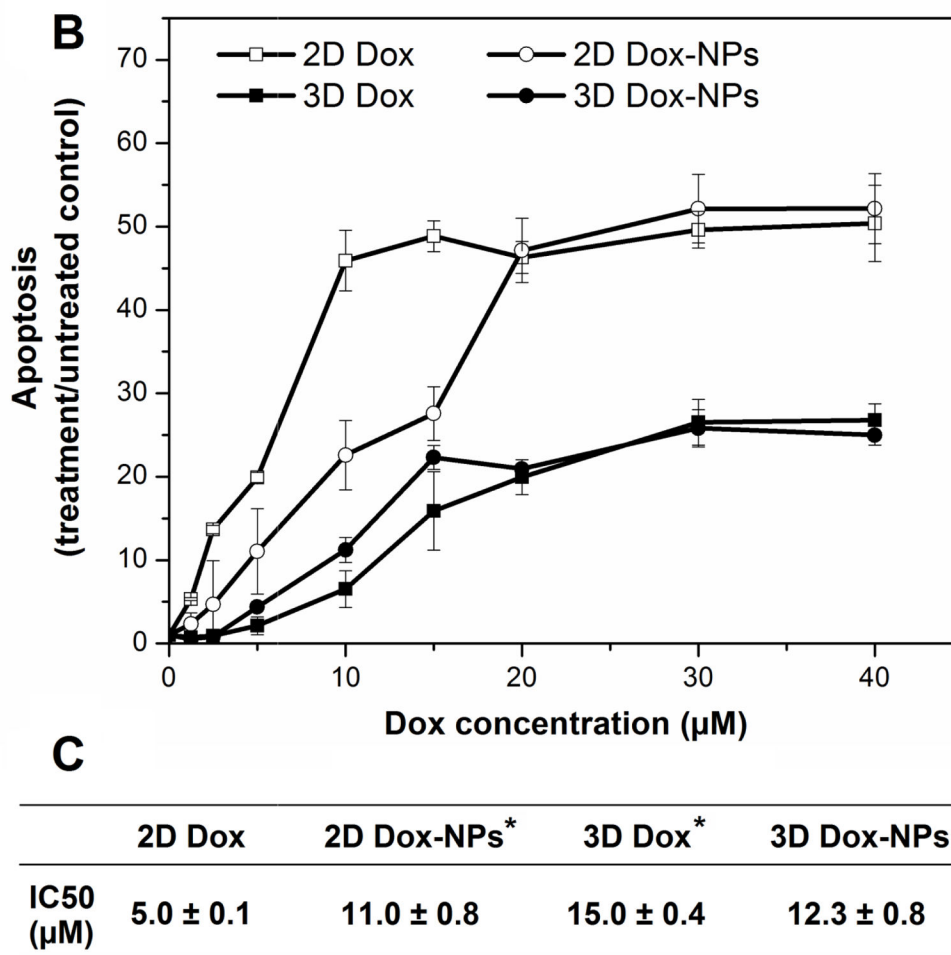 B
2D Dox
2D Dox-NPs
3D Dox
3D Dox-NPs
Apoptosis
(treatment/untreated control)
70
60
50
40
30
20
10
0
0 10 20 30 40
Dox concentration (µM)
C
2D Dox 2D Dox-NPs* 3D Dox* 3D Dox-NPs
IC50
(µM) 5.0 ± 0.1 11.0 ± 0.8 15.0 ± 0.4 12.3 ± 0.8